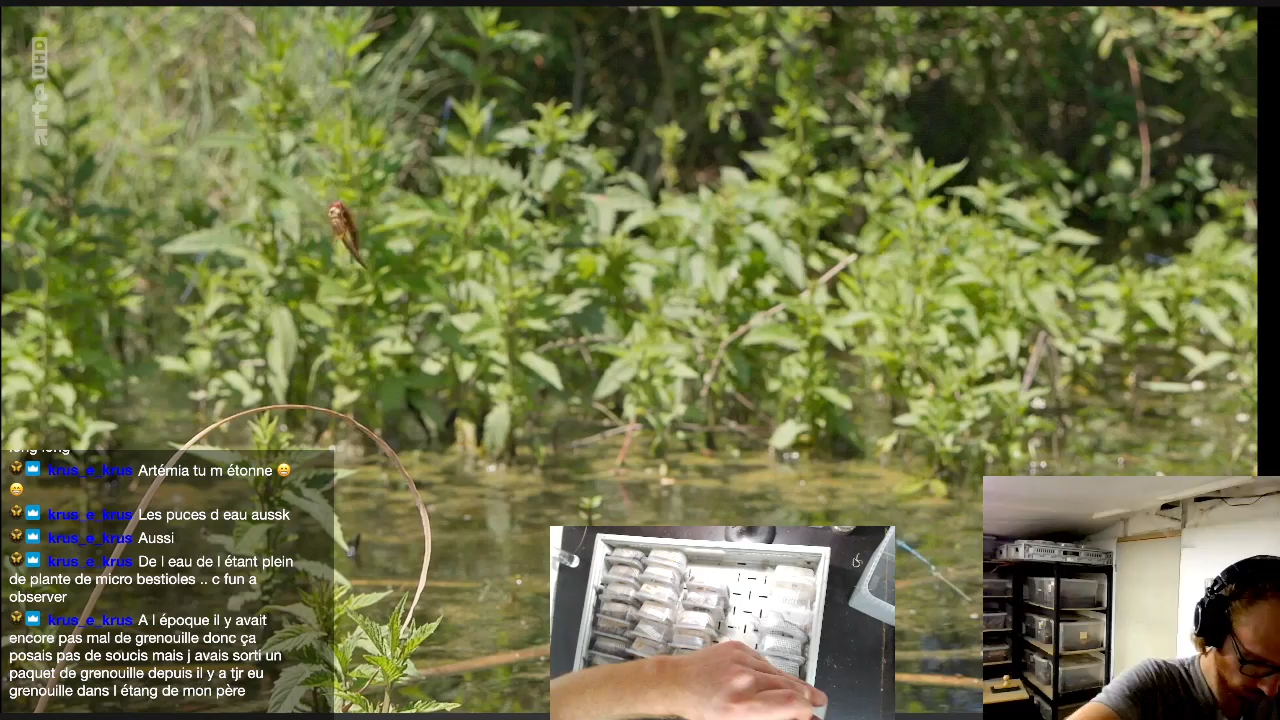 arte UHD
krus_e_krus Artémia tu m étonne 😄
😄
krus_e_krus Les puces d eau aussk
krus_e_krus Aussi
krus_e_krus De l eau de l étant plein
de plante de micro bestioles .. c fun a
observer
krus_e_krus A l époque il y avait
encore pas mal de grenouille donc ça
posais pas de soucis mais j avais sorti un
paquet de grenouille depuis il y a tjr eu
grenouille dans l étang de mon père